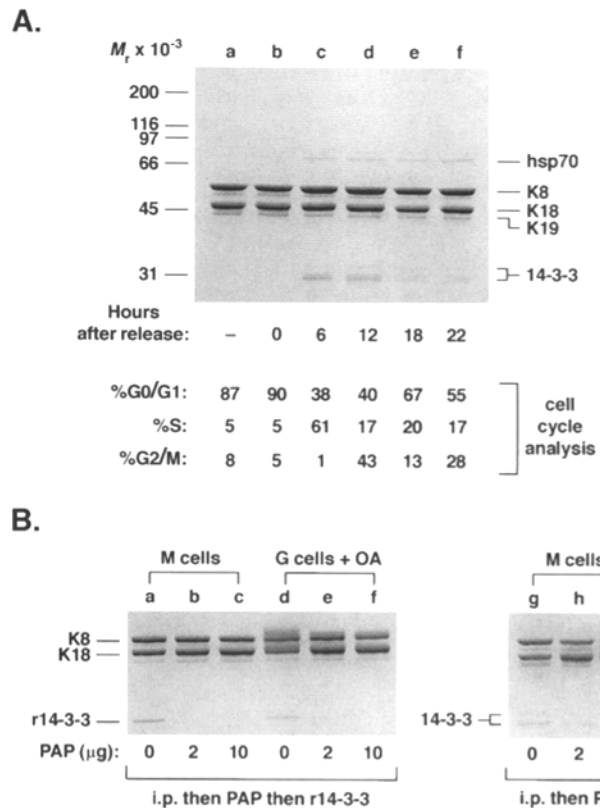 A.
Mr x 10-3 a b c d e f
200
116
97
66 hsp70
K8
45 K18
K19
31 14-3-3
Hours
after release: – 0 6 12 18 22
%G0/G1: 87 90 38 40 67 55
%S: 5 5 61 17 20 17
%G2/M: 8 5 1 43 13 28
cell
cycle
analysis
B.
M cells G cells + OA M cells
a b c d e f g h
K8
K18
r14-3-3 14-3-3
PAP (μg): 0 2 10 0 2 10 0 2
i.p. then PAP then r14-3-3 i.p. then